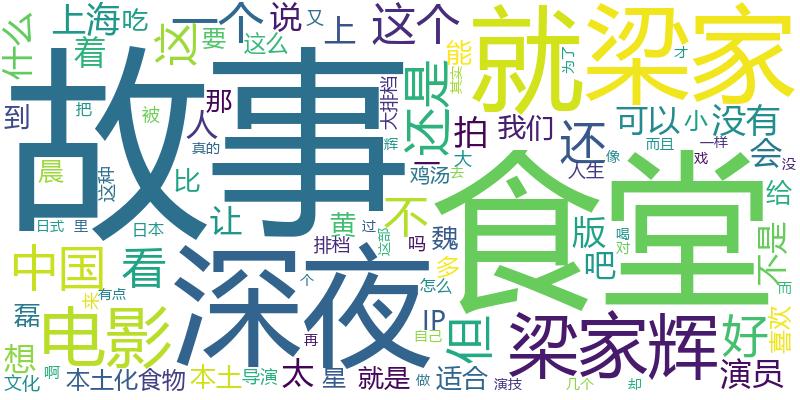 上海 吃 一个 说 又 上 这个 就 梁家
什么 着 这 要 这么 能 为了 才
故事 还是 其实
到 把 被 那 人 大排档 拍 我们 还 可以 小 没有
真的 辉 一 大 而且 一样 会
晨 这种 比 鸡汤 去 人生 像 戏 没
食堂 给
日式 里 日本 让 黄 过 不 魏 版 喝 不是
中国 看 深夜 排档 吗 这部 多 吧 对 而
来 有点 个 怎么 喜欢
磊 电影 再 IP 自己 但 梁家辉 好
想 啊
文化 本土化 食物 本土 导演 太 星 就是 做 适合 演技 几个 却 演员